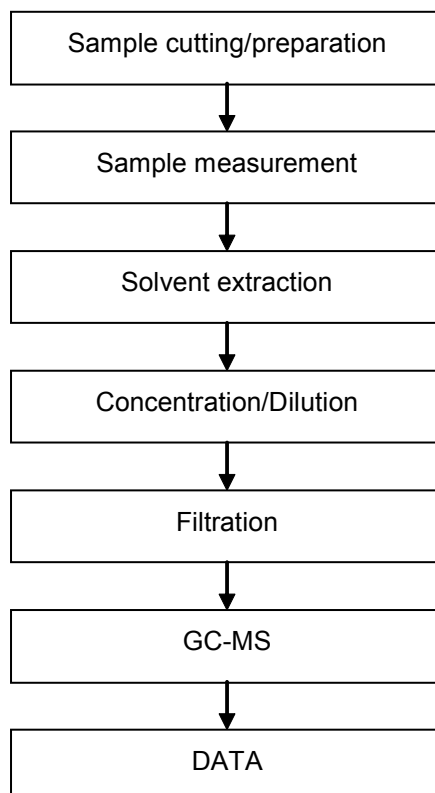 Sample cutting/preparation
Sample measurement
Solvent extraction
Concentration/Dilution
Filtration
GC-MS
DATA